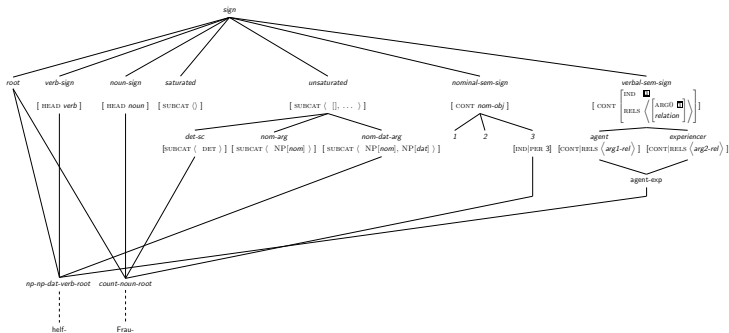 sign
root verb-sign noun-sign saturated unsaturated nominal-sem-sign verbal-sem-sign
[ HEAD verb ] [ HEAD noun ] [ SUBCAT ⟨⟩ ] [ SUBCAT ⟨ [], … ⟩ ] [ CONT nom-obj ] [ CONT [ IND 1 RELS ⟨ [ ARG0 1 relation ] ⟩ ] ]
det-sc nom-arg nom-dat-arg 1 2 3 agent experiencer
[SUBCAT ⟨ DET ⟩ ] [ SUBCAT ⟨ NP[nom] ⟩ ] [ SUBCAT ⟨ NP[nom], NP[dat] ⟩ ] [IND|PER 3] [CONT|RELS ⟨arg1-rel⟩ ] [CONT|RELS ⟨arg2-rel⟩ ]
agent-exp
np-np-dat-verb-root count-noun-root
helf- Frau-